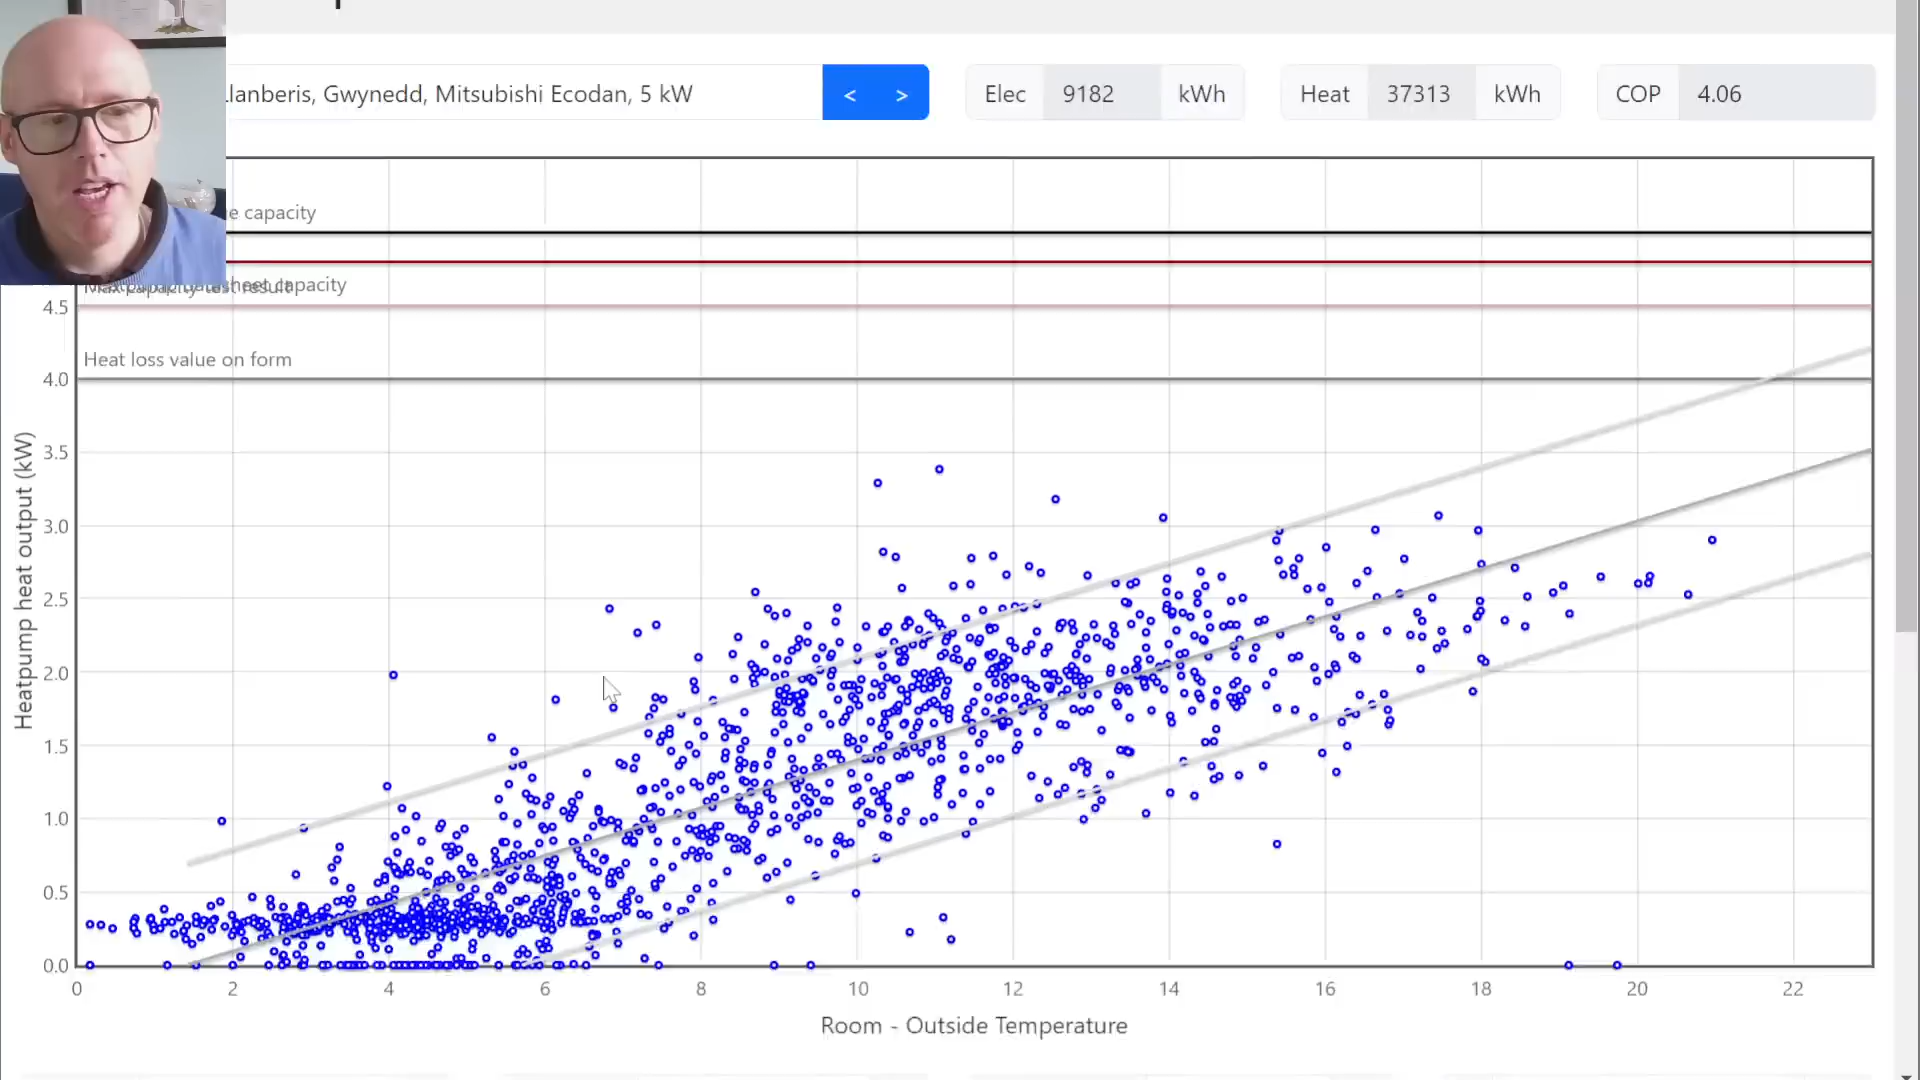 lanberis, Gwynedd, Mitsubishi Ecodan, 5 kW
< >
Elec 9182 kWh
Heat 37313 kWh
COP 4.06
e capacity
capacity
4.5
Heat loss value on form
4.0
3.5
3.0
2.5
2.0
1.5
1.0
0.5
0.0
Heatpump heat output (kW)
0 2 4 6 8 10 12 14 16 18 20 22
Room - Outside Temperature